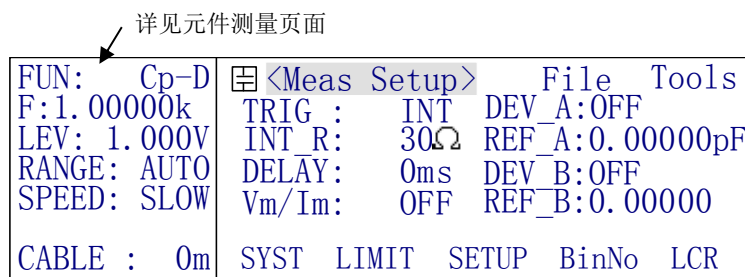 详见元件测量页面
FUN: Cp-D
F:1.00000k
LEV: 1.000V
RANGE: AUTO
SPEED: SLOW
CABLE : 0m
<Meas Setup> File Tools
TRIG : INT DEV_A:OFF
INT_R: 30Ω REF_A:0.00000pF
DELAY: 0ms DEV_B:OFF
Vm/Im: OFF REF_B:0.00000
SYST LIMIT SETUP BinNo LCR